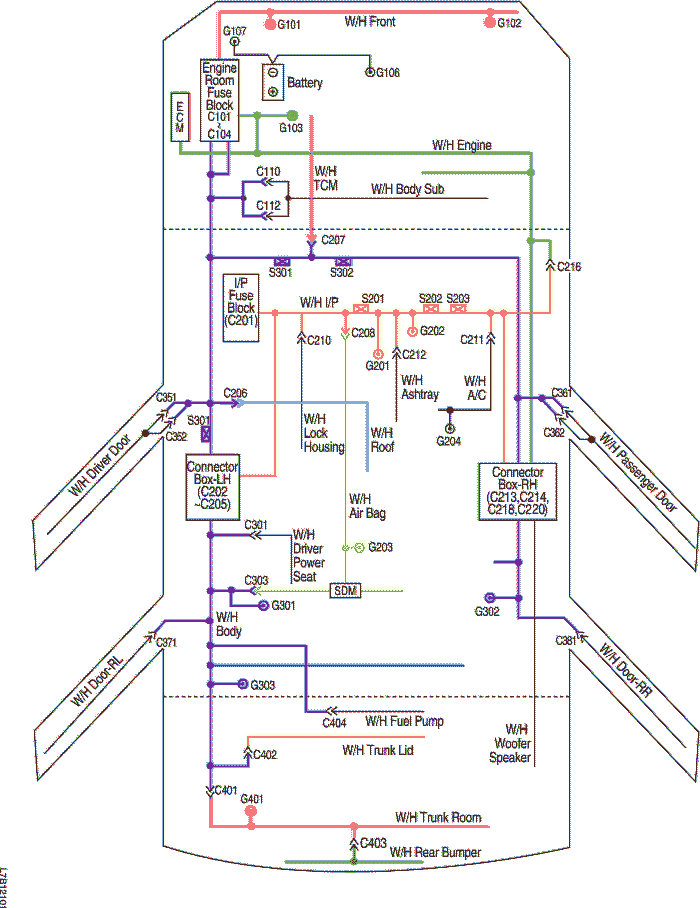 W/H Front
G101
G102
G107
G106
Battery
Engine
Room
Fuse
Block
C101
~
C104
E
C
M
G103
W/H Engine
W/H
TCM
C110
C112
W/H Body Sub
C207
S301
S302
C216
I/P
Fuse
Block
(C201)
W/H I/P
S201
S202
S203
C210
C208
G202
C211
G201
C212
W/H
Ashtray
W/H
A/C
C351
C206
C361
S301
C352
C362
G204
W/H
Lock
Housing
W/H
Roof
W/H Driver Door
W/H Passenger Door
Connector
Box-LH
(C202
~C205)
Connector
Box-RH
(C213,C214,
C218,C220)
W/H
Air Bag
C301
W/H
Driver
Power
Seat
G203
C303
SDM
G301
G302
W/H
Body
C371
C381
W/H Door-RL
W/H Door-RR
G303
C404
W/H Fuel Pump
W/H
Woofer
Speaker
C402
W/H Trunk Lid
C401
G401
W/H Trunk Room
C403
W/H Rear Bumper
L7B12101